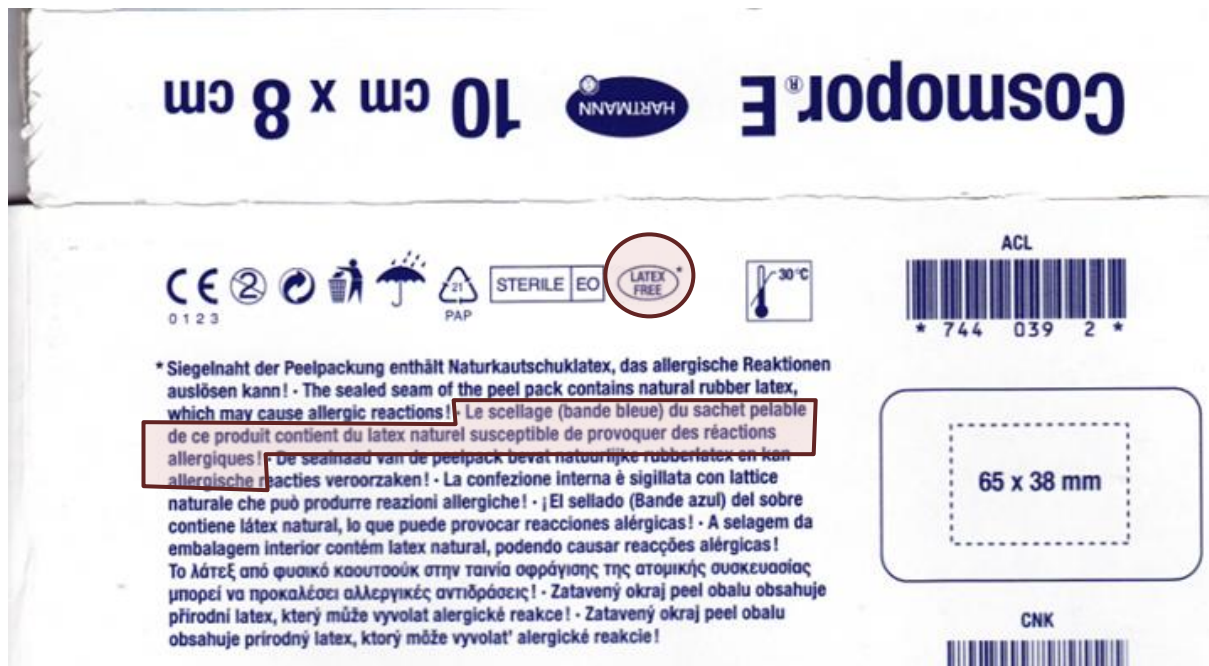 Cosmopor® E HARTMANN 10 cm x 8 cm
ACL
* 744 039 2 *
CE 2 21 STERILE EO LATEX FREE * 30°C
0123
PAP
* Siegelnaht der Peelpackung enthält Naturkautschuklatex, das allergische Reaktionen
auslösen kann! · The sealed seam of the peel pack contains natural rubber latex,
which may cause allergic reactions! · Le scellage (bande bleue) du sachet pelable
de ce produit contient du latex naturel susceptible de provoquer des réactions
allergiques! · De sealnaad van de peelpack bevat natuurlijke rubberlatex en kan
allergische reacties veroorzaken! · La confezione interna è sigillata con lattice
naturale che può produrre reazioni allergiche! · ¡El sellado (Bande azul) del sobre
contiene látex natural, lo que puede provocar reacciones alérgicas! · A selagem da
embalagem interior contém latex natural, podendo causar reacções alérgicas!
Το λάτεξ από φυσικό καουτσούκ στην ταινία σφράγισης της ατομικής συσκευασίας
μπορεί να προκαλέσει αλλεργικές αντιδράσεις! · Zatavený okraj peel obalu obsahuje
přírodní latex, který může vyvolat alergické reakce! · Zatavený okraj peel obalu
obsahuje prírodný latex, ktorý môže vyvolat' alergické reakcie!
65 x 38 mm
CNK